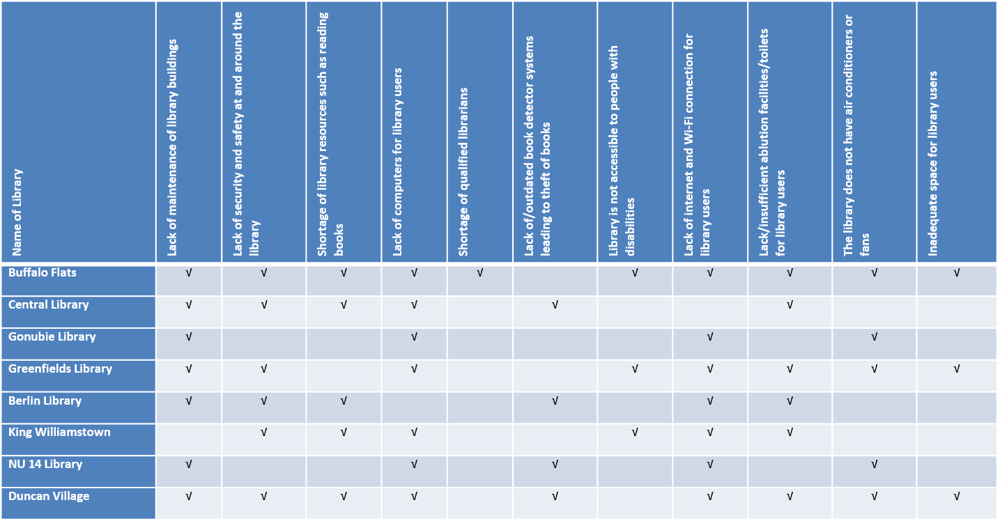 Name of Library
Lack of maintenance of library buildings
Lack of security and safety at and around the
library
Shortage of library resources such as reading
books
Lack of computers for library users
Shortage of qualified librarians
Lack of/outdated book detector systems
leading to theft of books
Library is not accessible to people with
disabilities
Lack of internet and Wi-Fi connection for
library users
Lack/insufficient ablution facilities/toilets
for library users
The library does not have air conditioners or
fans
Inadequate space for library users
Buffalo Flats √ √ √ √ √ √ √ √ √ √
Central Library √ √ √ √ √ √
Gonubie Library √ √ √ √
Greenfields Library √ √ √ √ √ √ √ √
Berlin Library √ √ √ √ √ √
King Williamstown √ √ √ √ √ √
NU 14 Library √ √ √ √ √
Duncan Village √ √ √ √ √ √ √ √ √